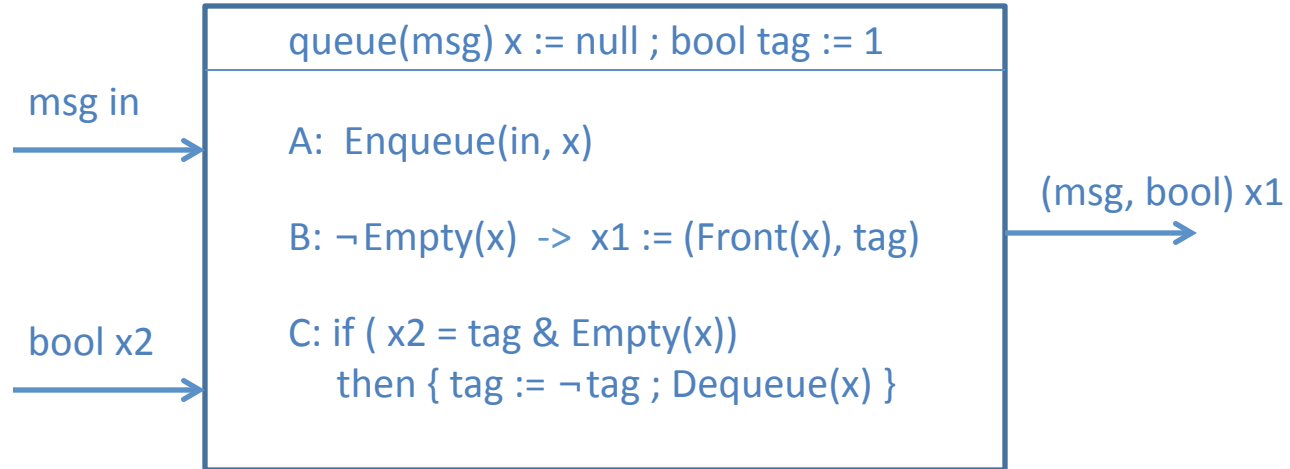 queue(msg) x := null ; bool tag := 1
msg in
A: Enqueue(in, x)
(msg, bool) x1
B: ¬Empty(x) -> x1 := (Front(x), tag)
bool x2
C: if ( x2 = tag & Empty(x))
then { tag := ¬tag ; Dequeue(x) }